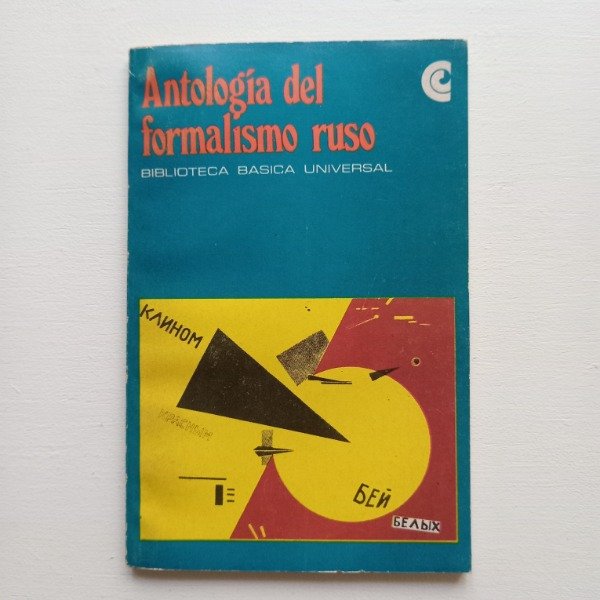 Antología del
formalismo ruso
BIBLIOTECA BASICA UNIVERSAL
КЛИНОМ
КРАСНЫМ
БЕЙ
БЕЛЫХ